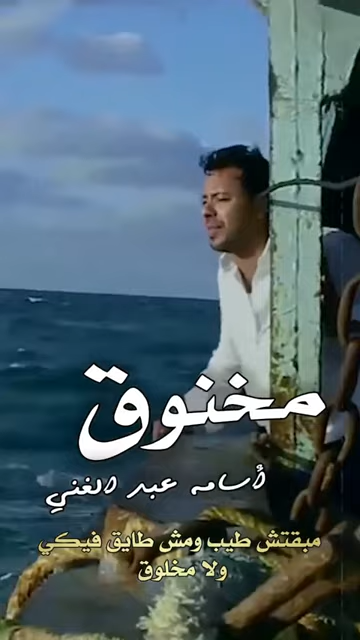 مخنوق
أسامه عبد الغني
مبقتش طيب ومش طايق فيكي
ولا مخلوق